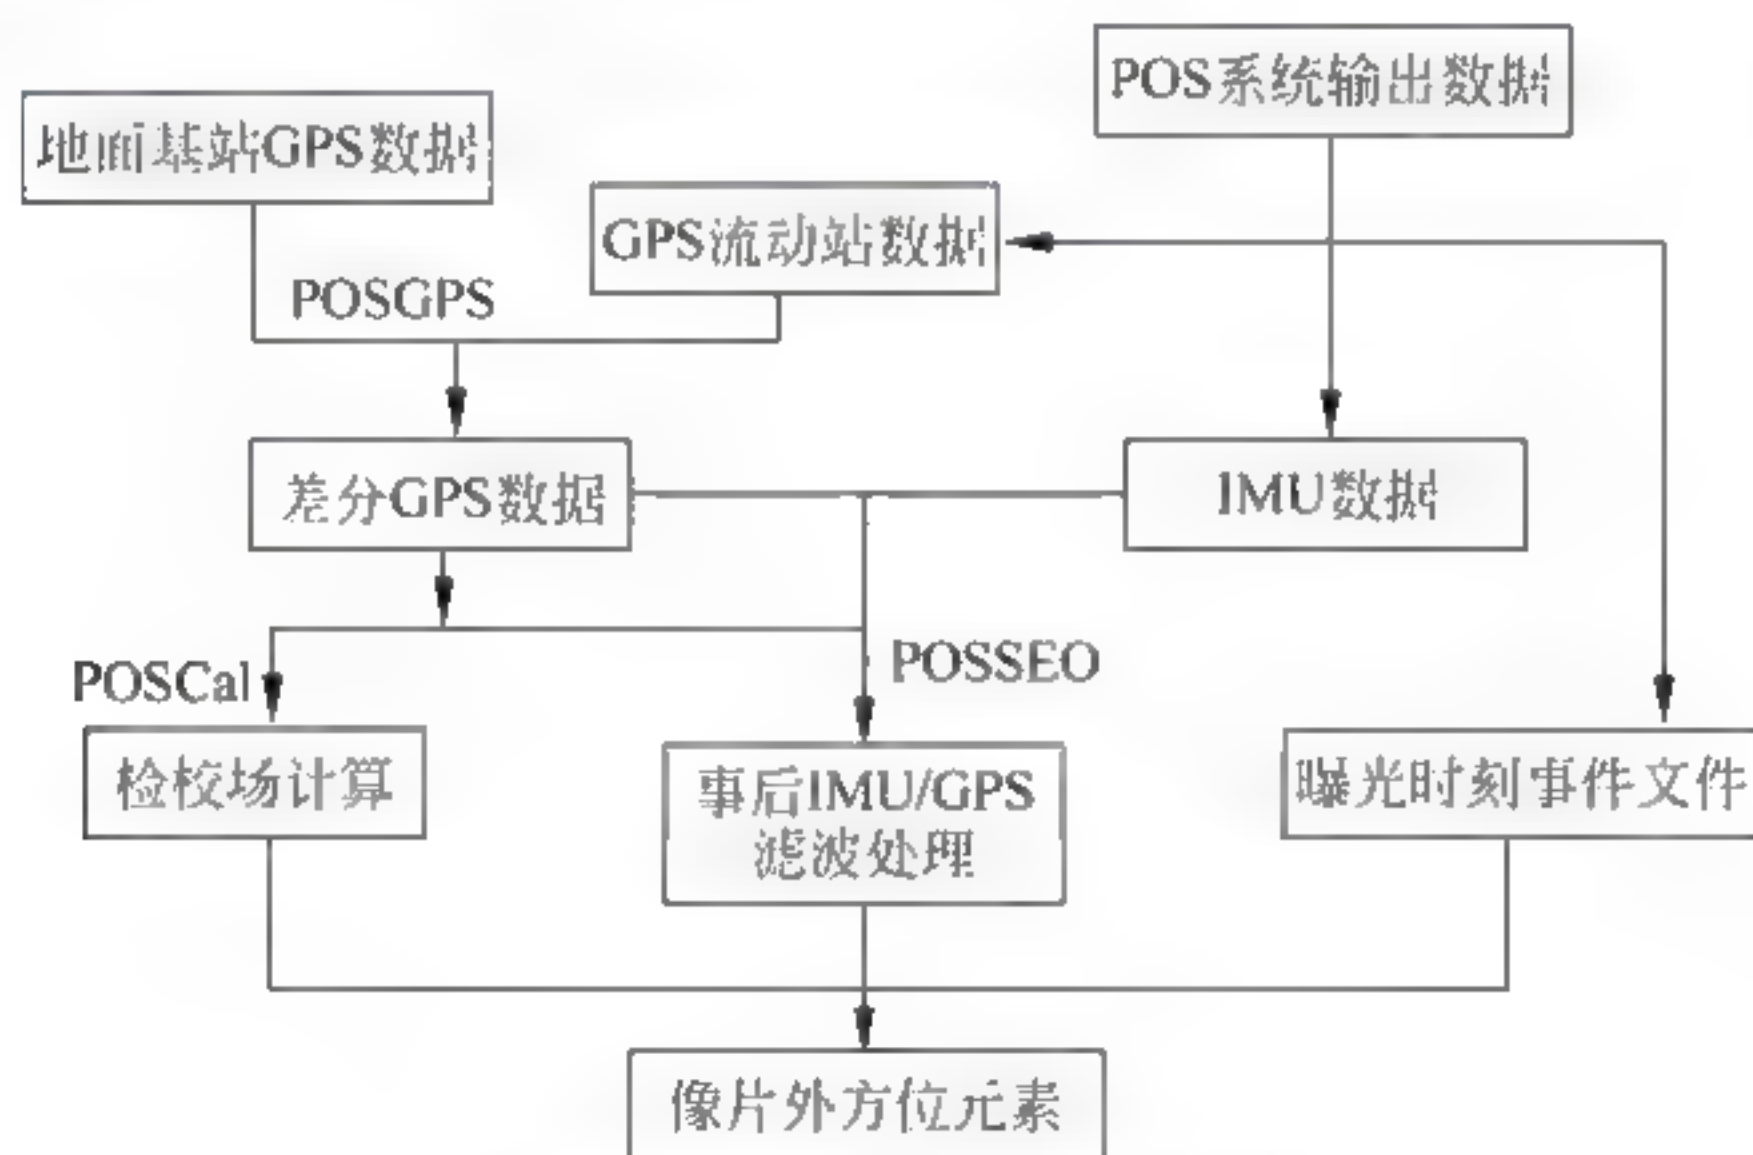 POS系统输出数据
地面基站GPS数据
GPS流动站数据
POSGPS
差分GPS数据
IMU数据
POSCal
POSSEO
检校场计算
事后IMU/GPS
滤波处理
曝光时刻事件文件
像片外方位元素